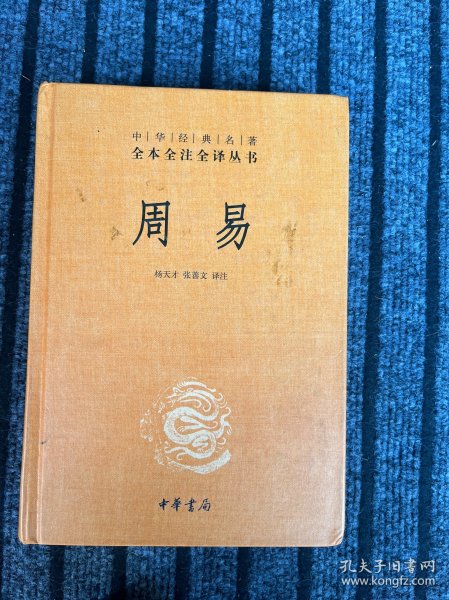 中｜华｜经｜典｜名｜著
全本全注全译丛书
周易
杨天才 张善文 译注
中華書局
孔夫子旧书网
www.kongfz.com